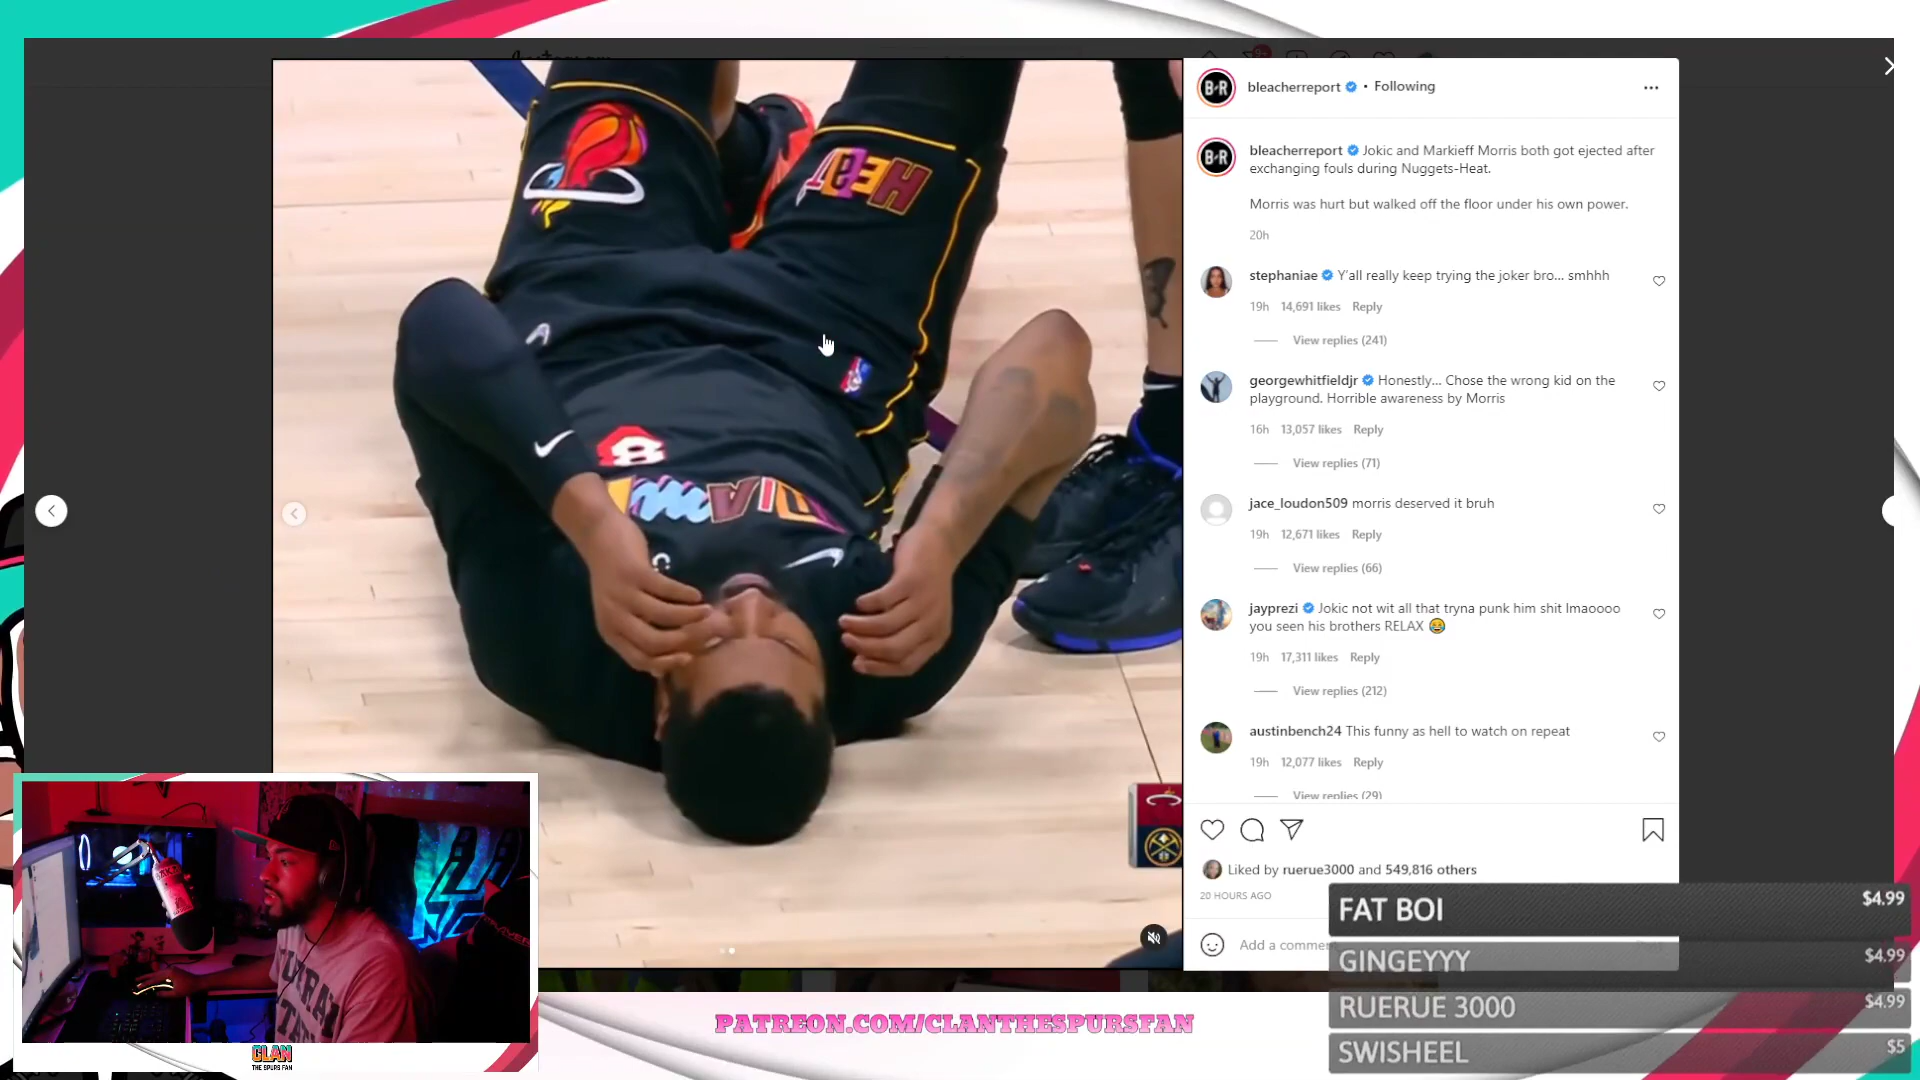 bleacherreport • Following
bleacherreport Jokic and Markieff Morris both got ejected after
exchanging fouls during Nuggets-Heat.
Morris was hurt but walked off the floor under his own power.
20h
stephaniae Y'all really keep trying the joker bro... smhhh
19h 14,691 likes Reply
View replies (241)
georgewhitfieldjr Honestly... Chose the wrong kid on the
playground. Horrible awareness by Morris
16h 13,057 likes Reply
View replies (71)
jace_loudon509 morris deserved it bruh
19h 12,671 likes Reply
View replies (66)
jayprezi Jokic not wit all that tryna punk him shit lmaoooo
you seen his brothers RELAX 😂
19h 17,311 likes Reply
View replies (212)
austinbench24 This funny as hell to watch on repeat
19h 12,077 likes Reply
View replies (29)
Liked by ruerue3000 and 549,816 others
20 HOURS AGO
Add a comment
B·R
B·R
HEAT
8
MIAMI
FAT BOI $4.99
GINGEYYY $4.99
RUERUE 3000 $4.99
SWISHEEL $5
PATREON.COM/CLANTHESPURSFAN
CLAN
THE SPURS FAN